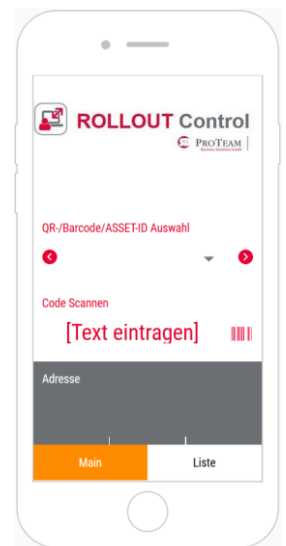 ROLLOUT Control
PROTEAM
QR-/Barcode/ASSET-ID Auswahl
Code Scannen
[Text eintragen]
Adresse
Main Liste